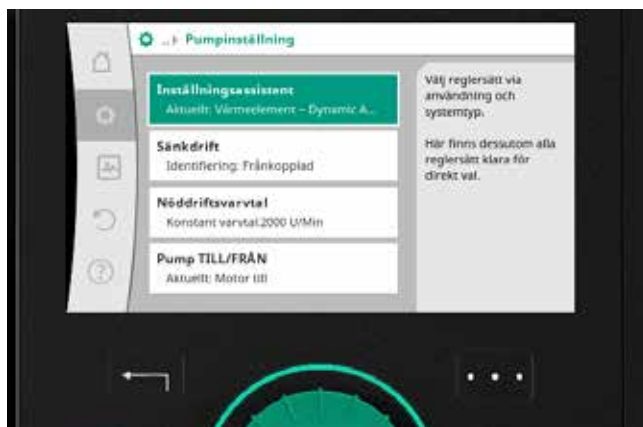 ..▸ Pumpinställning
Inställningsassistent
Aktuellt: Värmeelement – Dynamic A...
Sänkdrift
Identifiering: Frånkopplad
Nöddriftsvarvtal
Konstant varvtal:2000 U/Min
Pump TILL/FRÅN
Aktuellt: Motor till
Välj reglersätt via
användning och
systemtyp.
Här finns dessutom alla
reglersätt klara för
direkt val.